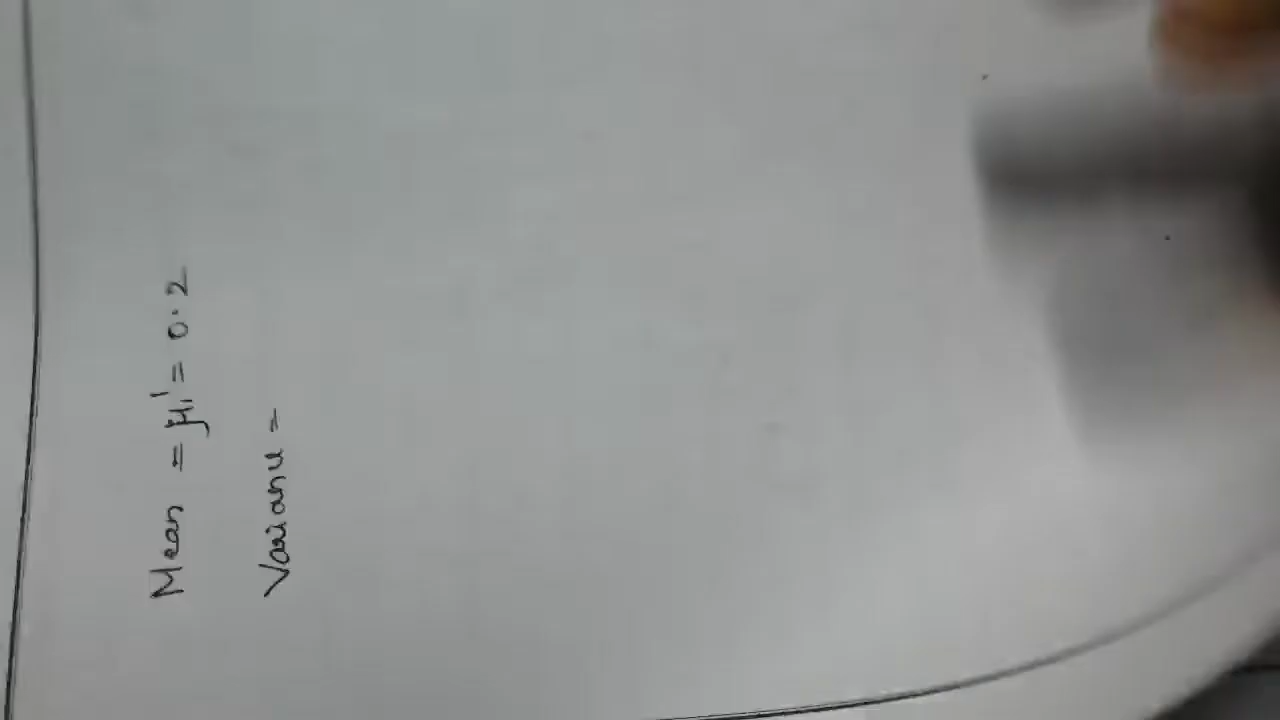 Mean = μ₁' = 0.2
Variance =